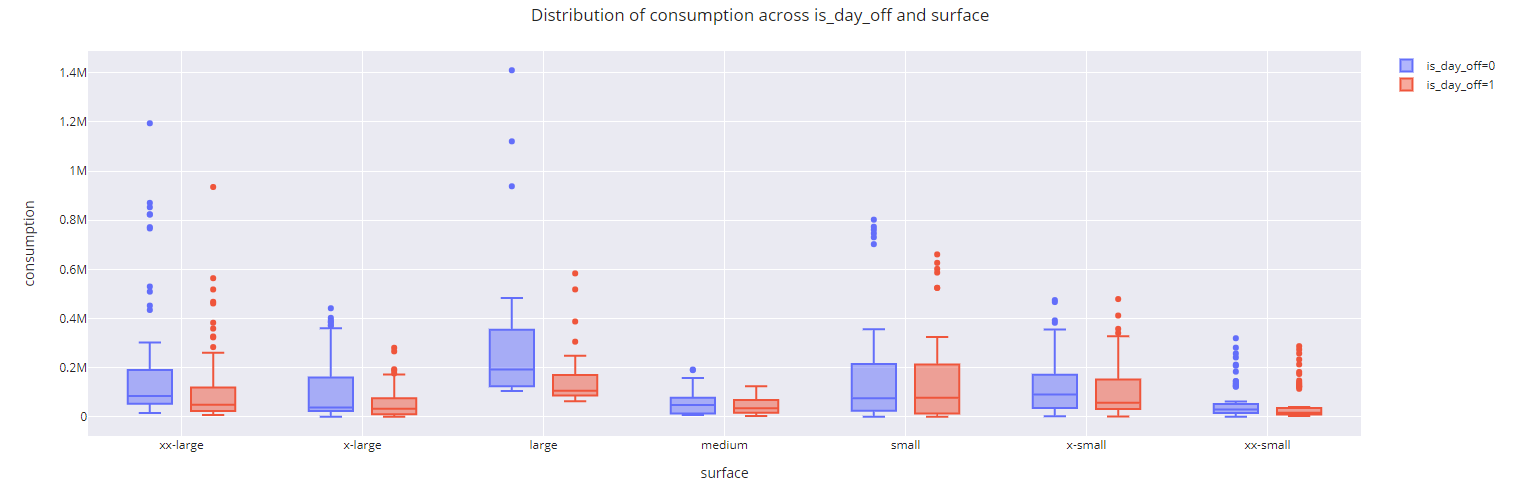 Distribution of consumption across is_day_off and surface
1.4M
1.2M
1M
0.8M
0.6M
0.4M
0.2M
0
consumption
xx-large
x-large
large
medium
small
x-small
xx-small
surface
is_day_off=0
is_day_off=1